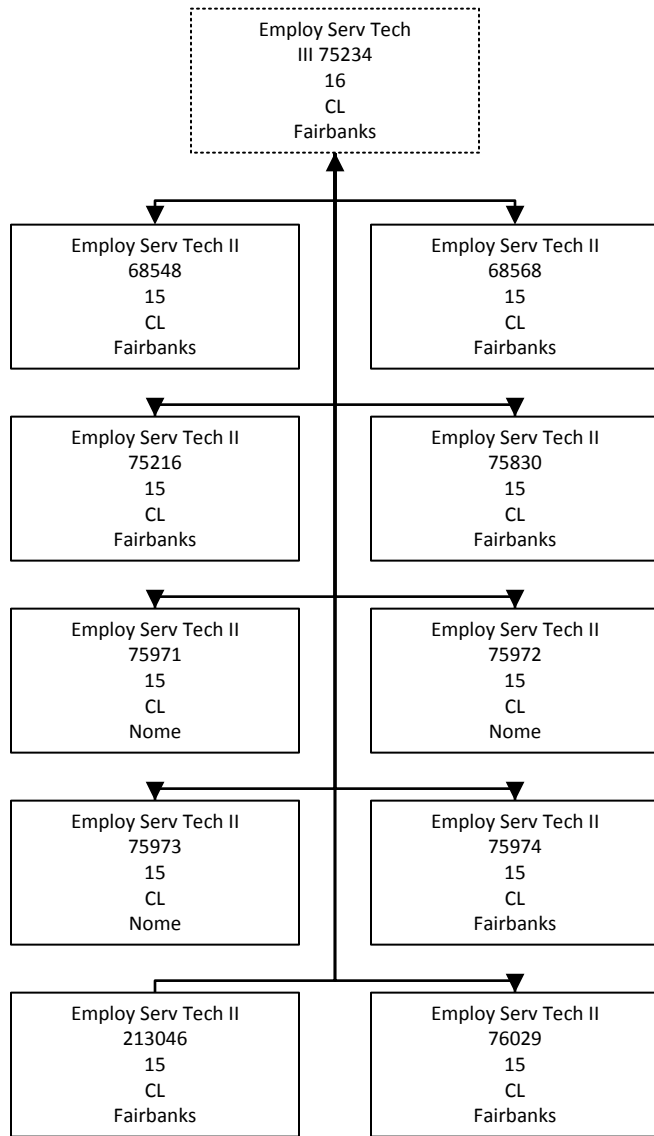 Employ Serv Tech
III 75234
16
CL
Fairbanks
Employ Serv Tech II
68548
15
CL
Fairbanks
Employ Serv Tech II
68568
15
CL
Fairbanks
Employ Serv Tech II
75216
15
CL
Fairbanks
Employ Serv Tech II
75830
15
CL
Fairbanks
Employ Serv Tech II
75971
15
CL
Nome
Employ Serv Tech II
75972
15
CL
Nome
Employ Serv Tech II
75973
15
CL
Nome
Employ Serv Tech II
75974
15
CL
Fairbanks
Employ Serv Tech II
213046
15
CL
Fairbanks
Employ Serv Tech II
76029
15
CL
Fairbanks